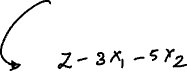 Z - 3x₁ - 5x₂